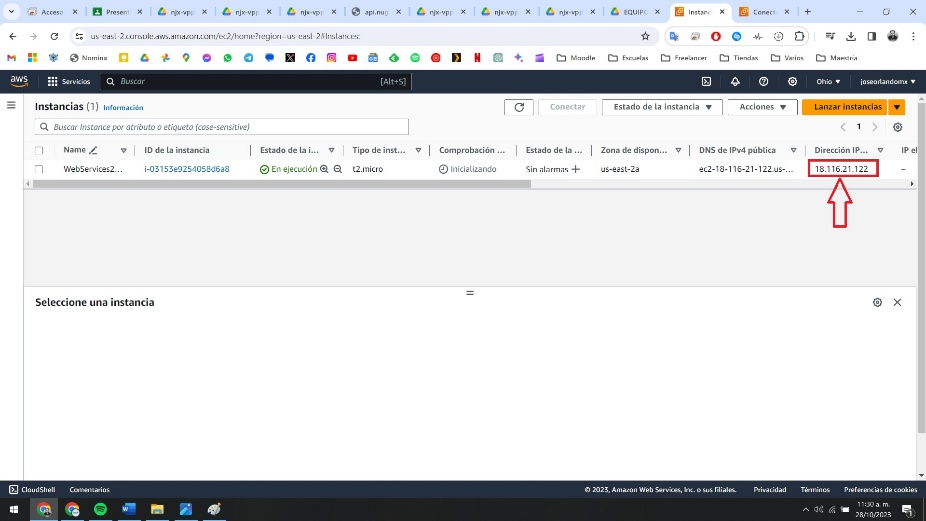 Acceso
Present
njx-vpp
njx-vpp
njx-vpp
api.nug
njx-vpp
njx-vpp
njx-vpp
EQUIPO
Instanc
Conect
us-east-2.console.aws.amazon.com/ec2/home?region=us-east-2#Instances:
Nomina
Moodle
Escuelas
Freelancer
Tiendas
Varios
Maestria
aws
Servicios
Buscar
[Alt+S]
Ohio
joseorlandomx
Instancias (1)
Información
Conectar
Estado de la instancia
Acciones
Lanzar instancias
Buscar Instance por atributo o etiqueta (case-sensitive)
1
Name
ID de la instancia
Estado de la i...
Tipo de inst...
Comprobación ...
Estado de la ...
Zona de dispon...
DNS de IPv4 pública
Dirección IP...
IP el
WebServices2...
i-03153e9254058d6a8
En ejecución
t2.micro
Inicializando
Sin alarmas
us-east-2a
ec2-18-116-21-122.us-...
18.116.21.122
–
Seleccione una instancia
CloudShell
Comentarios
© 2023, Amazon Web Services, Inc. o sus filiales.
Privacidad
Términos
Preferencias de cookies
11:30 a. m.
28/10/2023